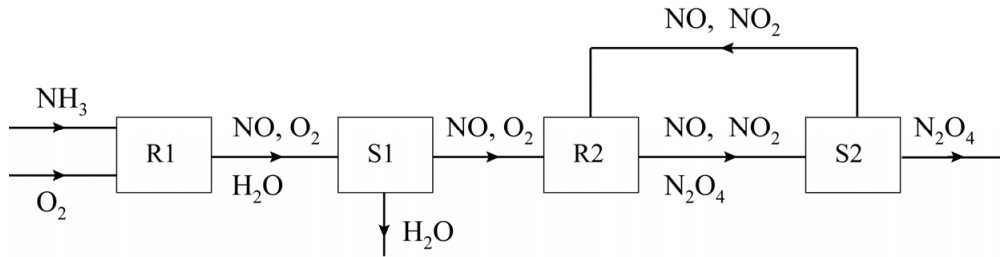 NO, NO₂
NH₃
O₂
R1
NO, O₂
H₂O
S1
H₂O
NO, O₂
R2
NO, NO₂
N₂O₄
S2
N₂O₄